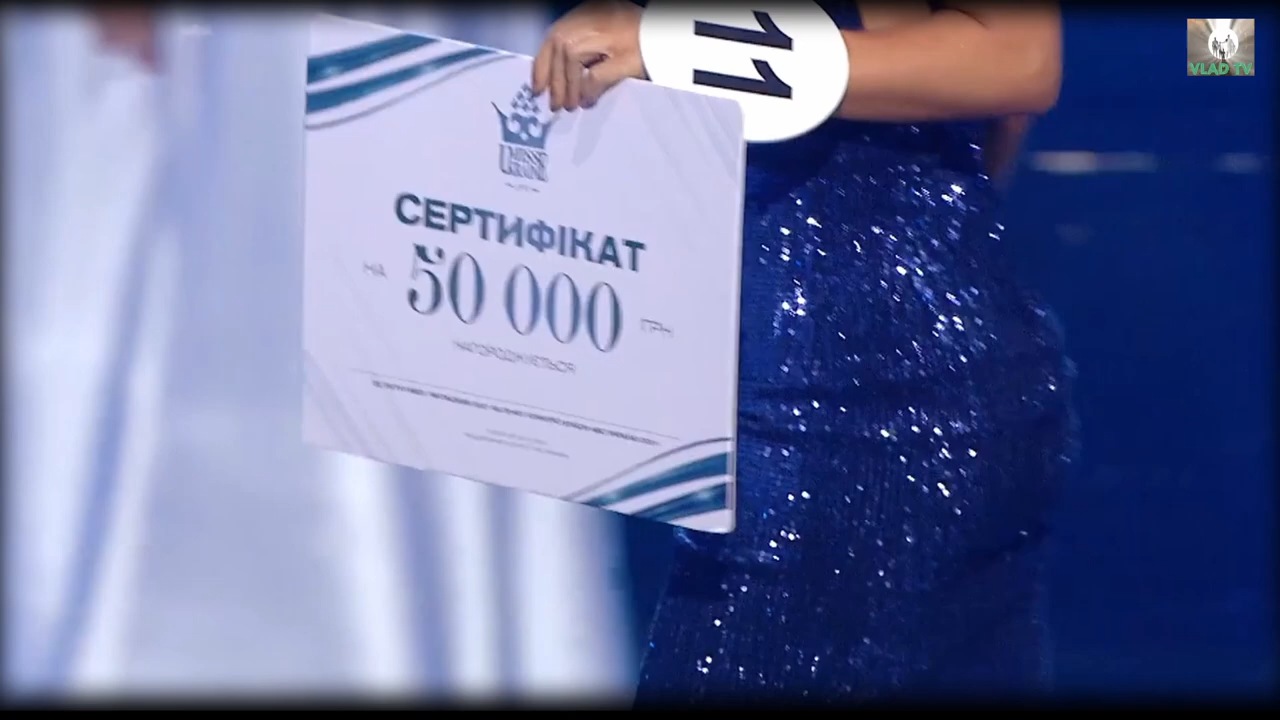 11
VLAD TV
MISS
UKRAINE
СЕРТИФІКАТ
НА 50 000 ГРН
НАГОРОДЖУЄТЬСЯ